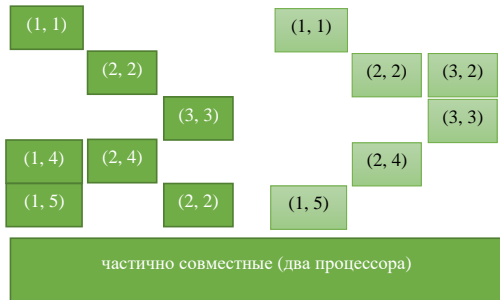 (1, 1) (1, 1)
(2, 2) (2, 2) (3, 2)
(3, 3) (3, 3)
(1, 4) (2, 4) (2, 4)
(1, 5) (2, 2) (1, 5)
частично совместные (два процессора)